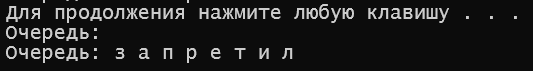 Для продолжения нажмите любую клавишу . . .
Очередь:
Очередь: з а п р е т и л